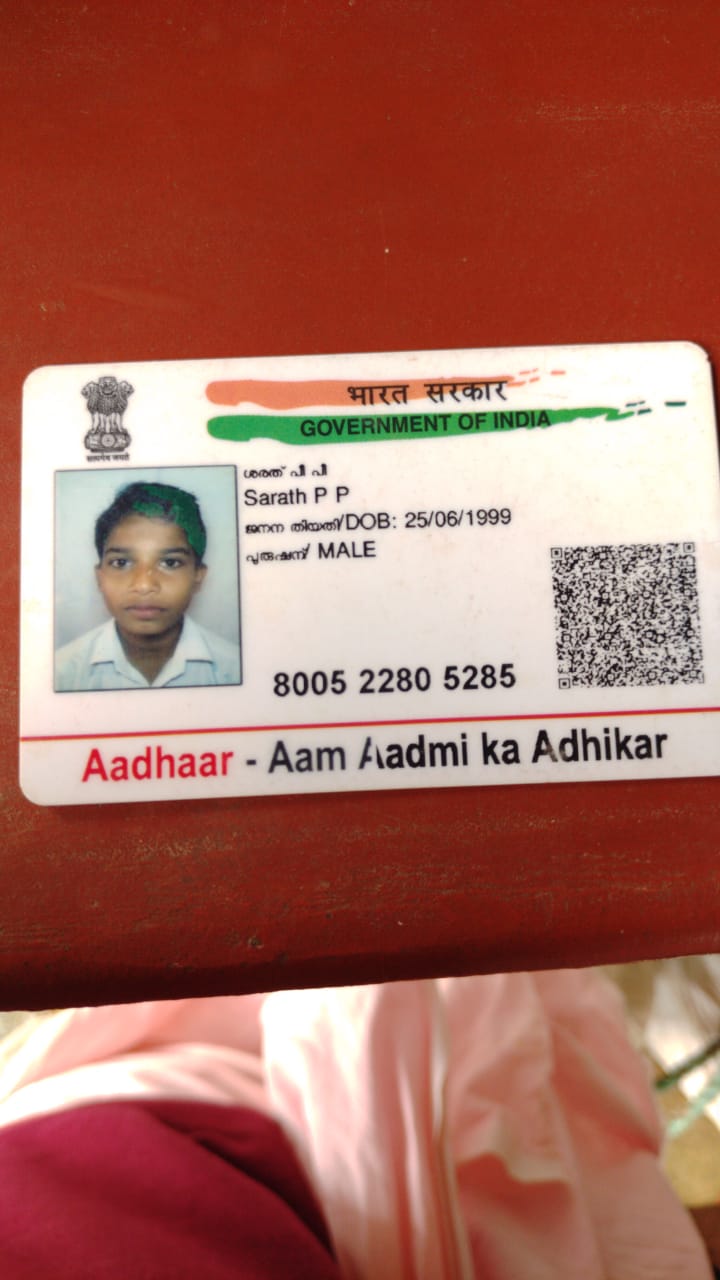 भारत सरकार
GOVERNMENT OF INDIA
सत्यमेव जयते
ശരത് പി പി
Sarath P P
ജനന തിയതി/DOB: 25/06/1999
പുരുഷന്‍/ MALE
8005 2280 5285
Aadhaar - Aam Aadmi ka Adhikar